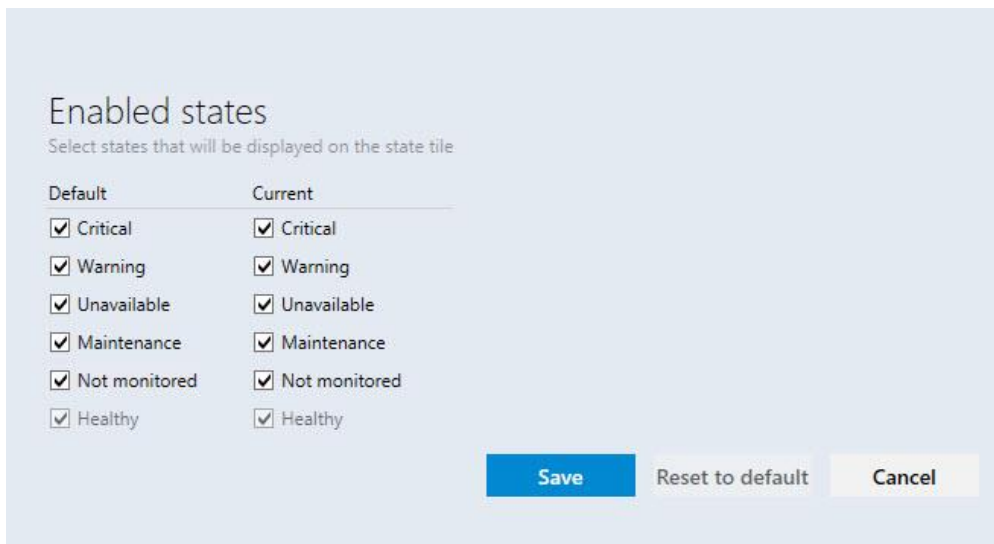 Enabled states
Select states that will be displayed on the state tile
Default Current
Critical Critical
Warning Warning
Unavailable Unavailable
Maintenance Maintenance
Not monitored Not monitored
Healthy Healthy
Save Reset to default Cancel